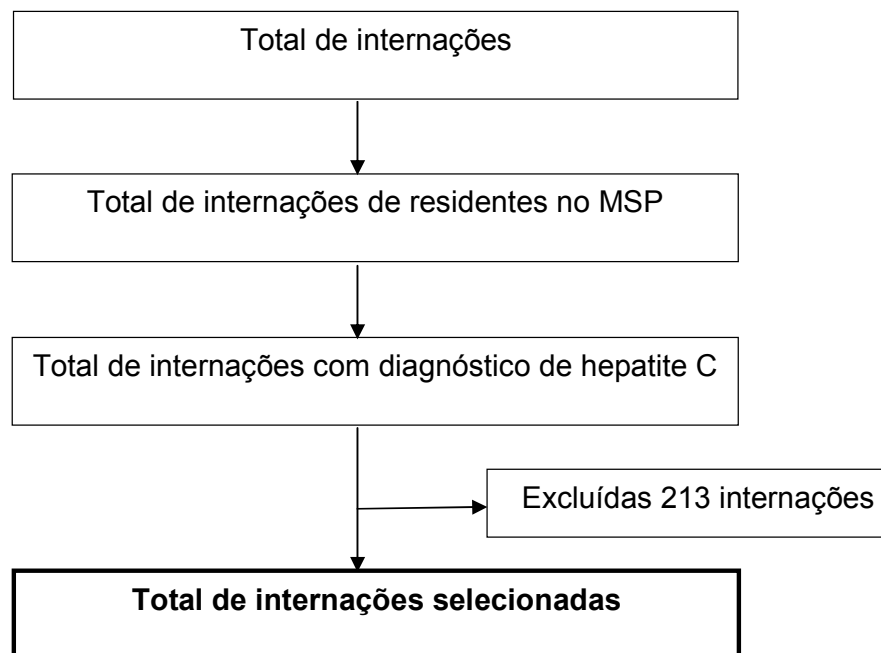 Total de internações
Total de internações de residentes no MSP
Total de internações com diagnóstico de hepatite C
Excluídas 213 internações
Total de internações selecionadas